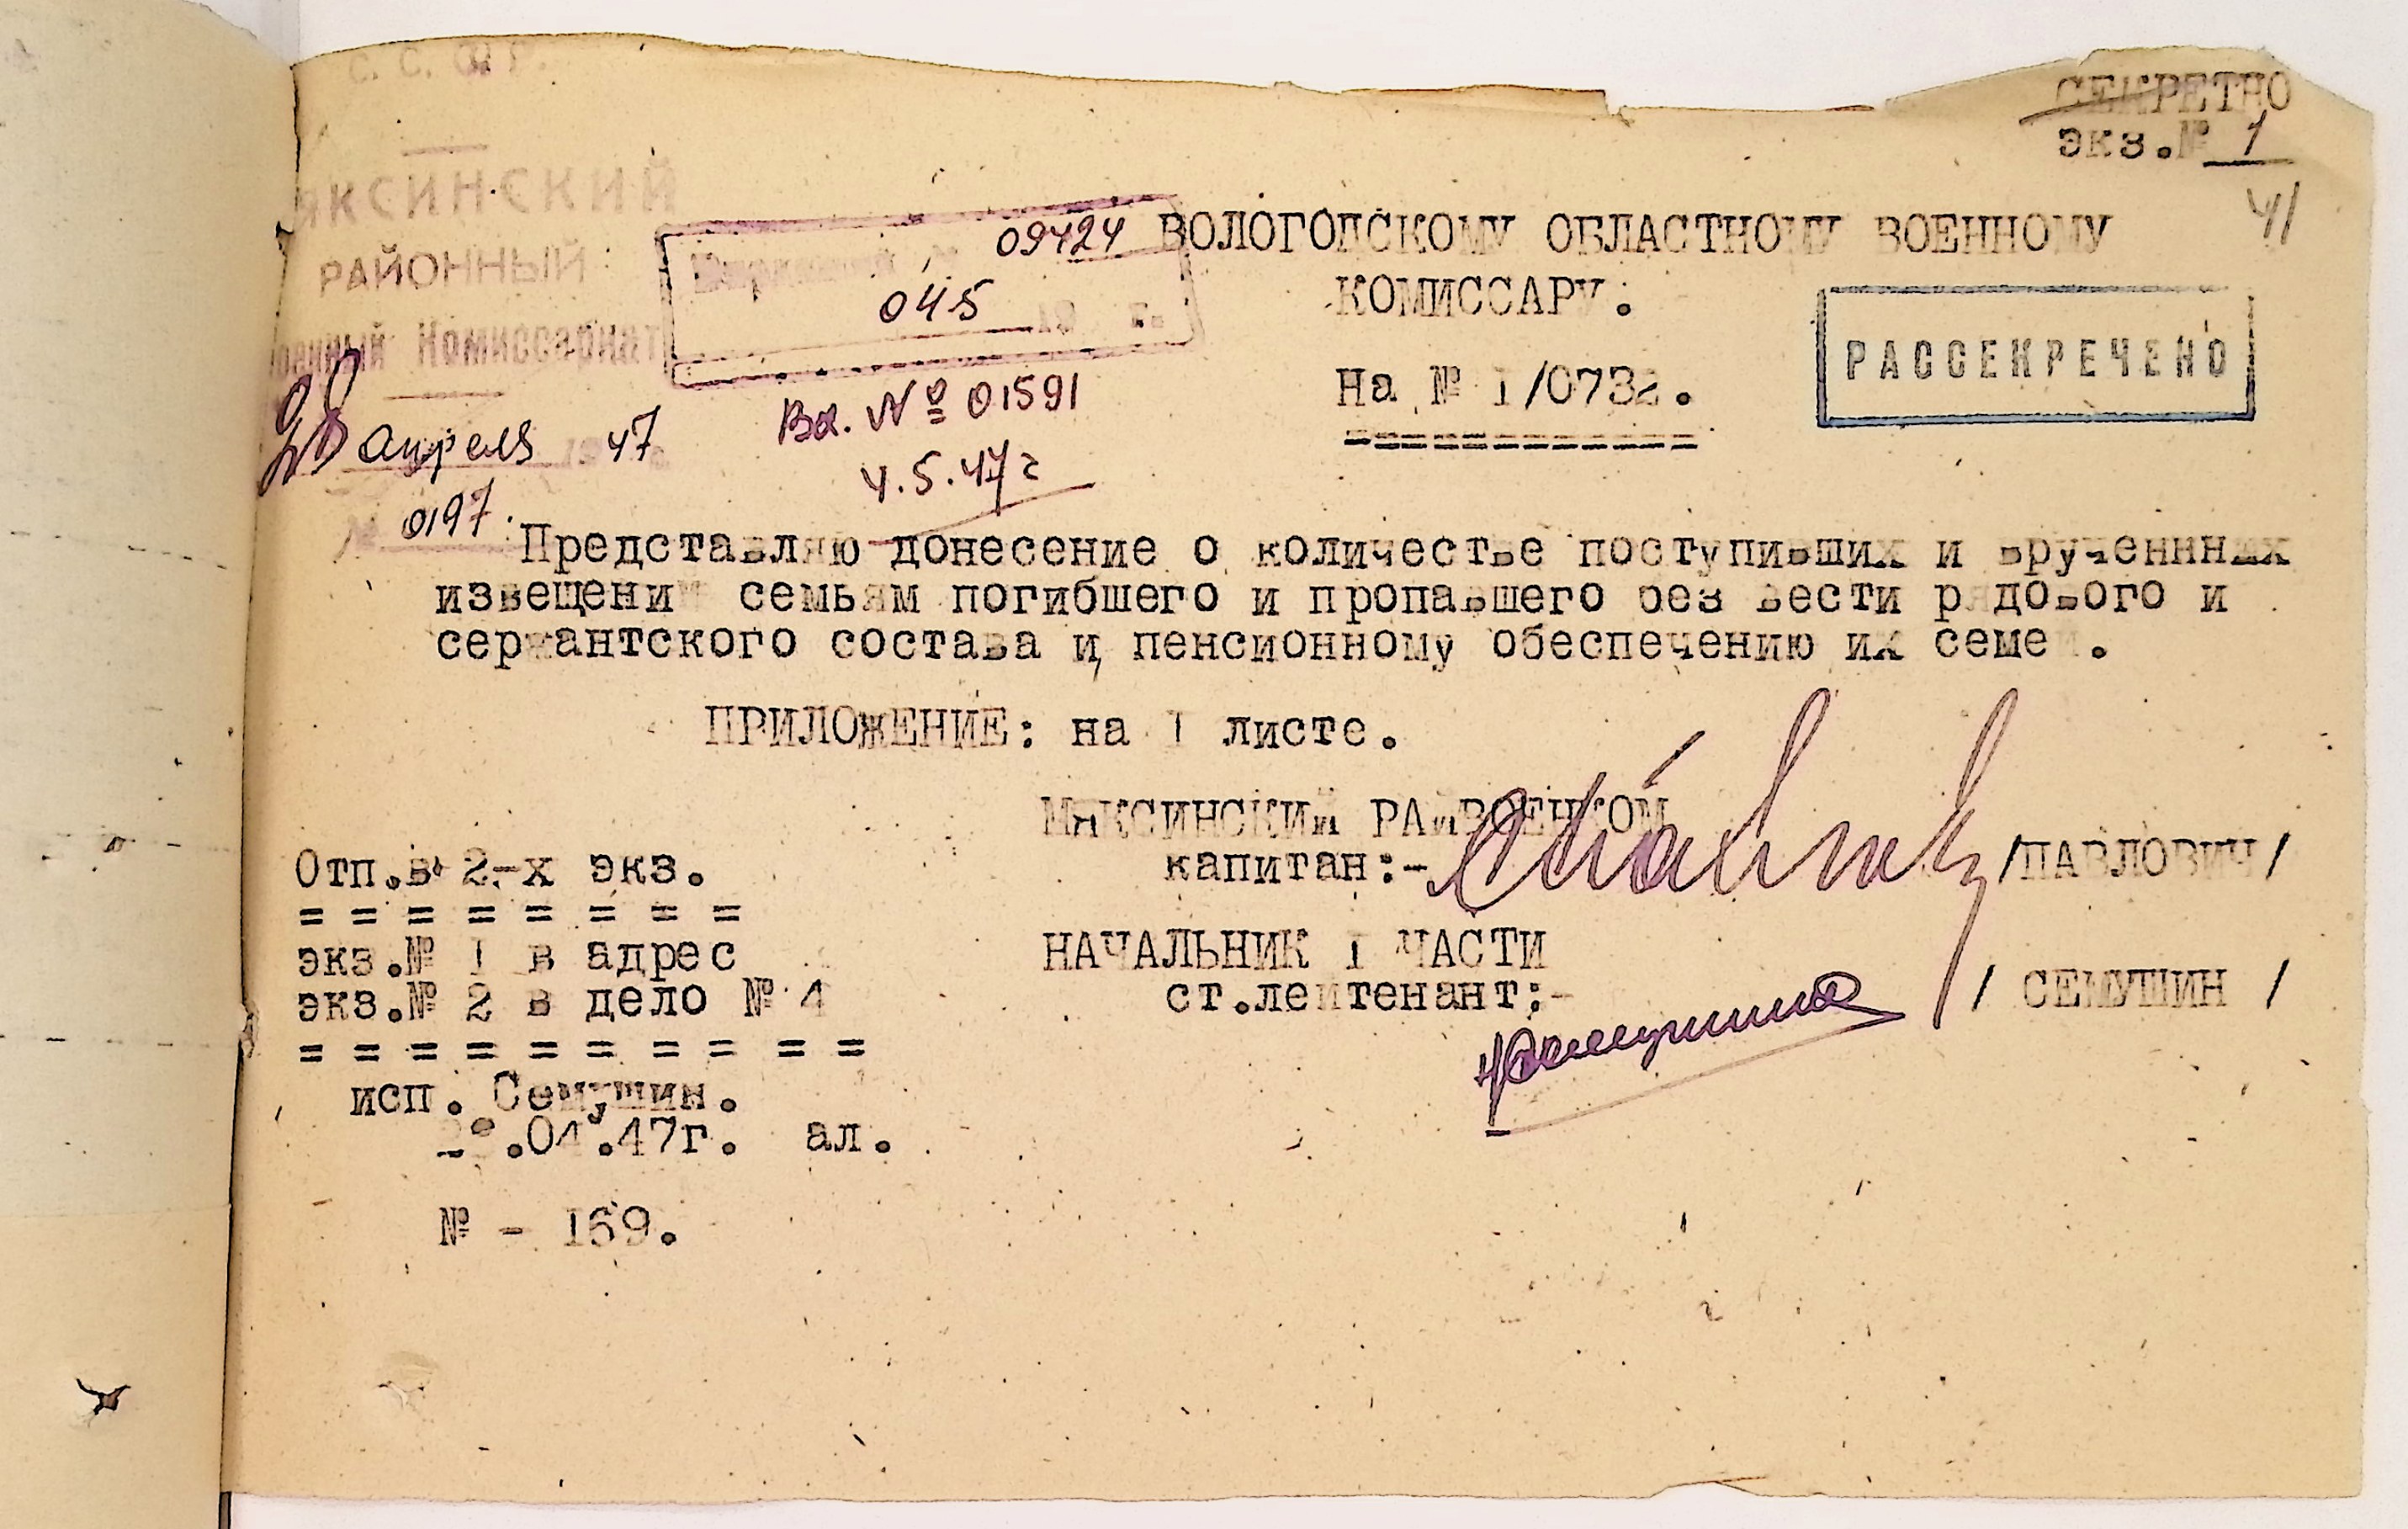 С. С. С Р.
СЕКРЕТНО
экз.№ 1
41
ЯКСИНСКИЙ
РАЙОННЫЙ
военный Комиссариат
28 апреля 47
№ 0197
09424
045
19 г.
Вх. № 01591
4.5.47г
ВОЛОГОДСКОМУ ОБЛАСТНОМУ ВОЕННОМУ
КОМИССАРУ:
На № 1/0732.
РАССЕКРЕЧЕНО
Представляю донесение о количестве поступивших и врученнных
извещений семьям погибшего и пропавшего без вести рядового и
сержантского состава и пенсионному обеспечению их семей.
ПРИЛОЖЕНИЕ: на 1 листе.
МЯКСИНСКИЙ РАЙВОЕНКОМ
капитан:- /ПАВЛОВИЧ/
НАЧАЛЬНИК 1 ЧАСТИ
ст.лейтенант:- / СЕМУШИН /
Отп.в 2-х экз.
= = = = = = = =
экз.№ 1 в адрес
экз.№ 2 в дело № 4
= = = = = = = = = =
исп. Семушин.
.04.47г. ал.
№ - 169.